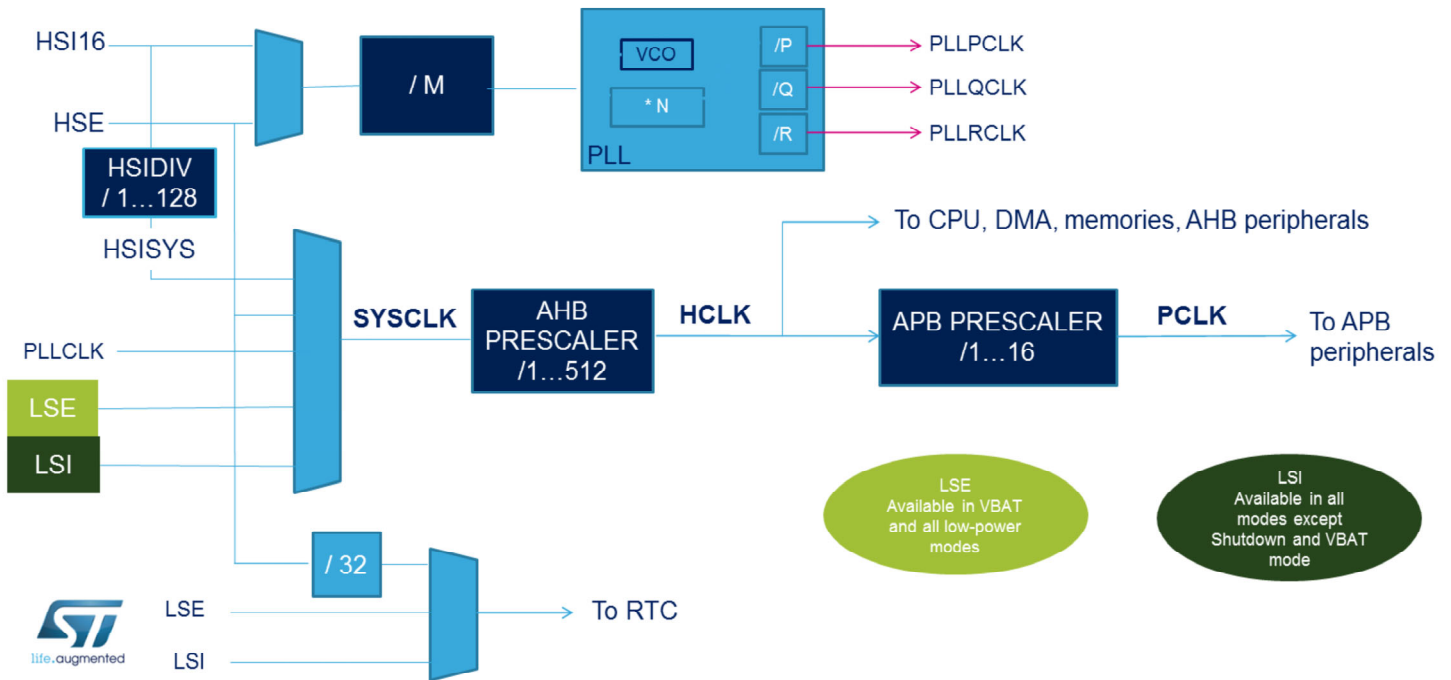 HSI16
HSE
/ M
VCO
* N
/P
/Q
/R
PLL
PLLPCLK
PLLQCLK
PLLRCLK
HSIDIV
/ 1...128
HSISYS
PLLCLK
LSE
LSI
SYSCLK
AHB
PRESCALER
/1...512
HCLK
To CPU, DMA, memories, AHB peripherals
APB PRESCALER
/1...16
PCLK
To APB
peripherals
LSE
Available in VBAT
and all low-power
modes
LSI
Available in all
modes except
Shutdown and VBAT
mode
/ 32
LSE
LSI
To RTC
ST
life.augmented